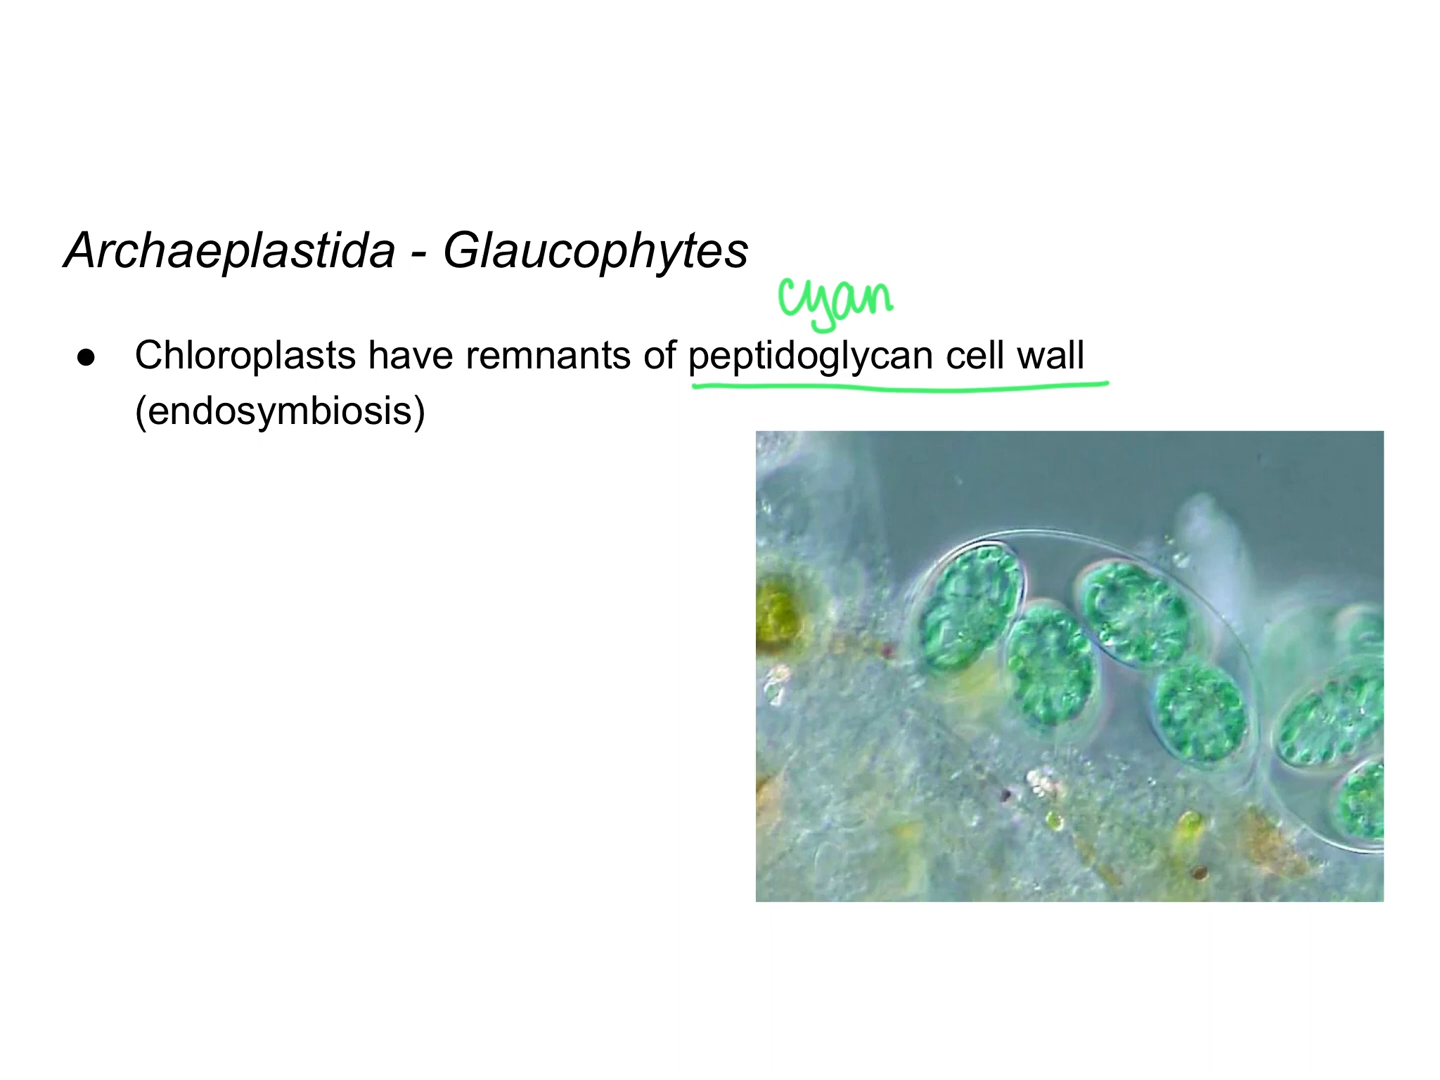 Archaeplastida - Glaucophytes
cyan
● Chloroplasts have remnants of peptidoglycan cell wall
(endosymbiosis)